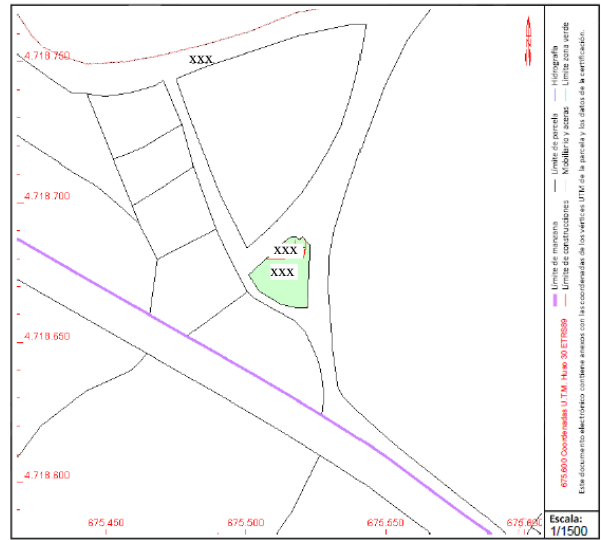 4.718.750
xxx
4.718.700
xxx
xxx
4.718.650
4.718.600
675.450
675.500
675.550
Límite de manzana
Límite de parcela
Hidrografía
Límite de construcciones
Mobiliario y aceras
Límite zona verde
675.600 Coordenadas U.T.M. Huso 30 ETRS89
Este documento electrónico contiene anexos con las coordenadas de los vértices UTM de la parcela y los datos de la certificación.
Escala:
1/1500